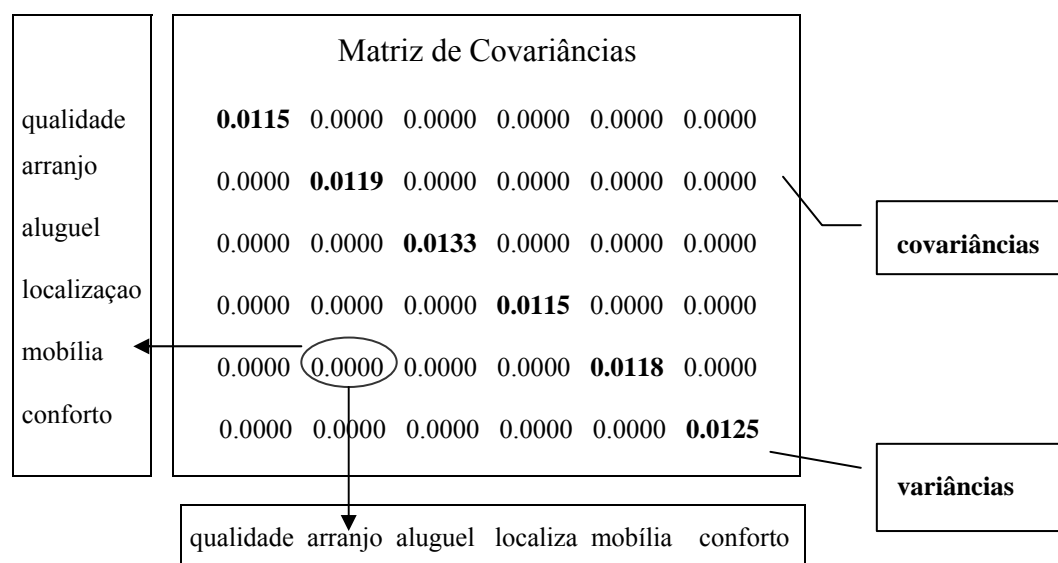 Matriz de Covariâncias
qualidade 0.0115 0.0000 0.0000 0.0000 0.0000 0.0000
arranjo 0.0000 0.0119 0.0000 0.0000 0.0000 0.0000
aluguel 0.0000 0.0000 0.0133 0.0000 0.0000 0.0000
covariâncias
localizaçao 0.0000 0.0000 0.0000 0.0115 0.0000 0.0000
mobília 0.0000 0.0000 0.0000 0.0000 0.0118 0.0000
conforto 0.0000 0.0000 0.0000 0.0000 0.0000 0.0125
variâncias
qualidade arranjo aluguel localiza mobília conforto